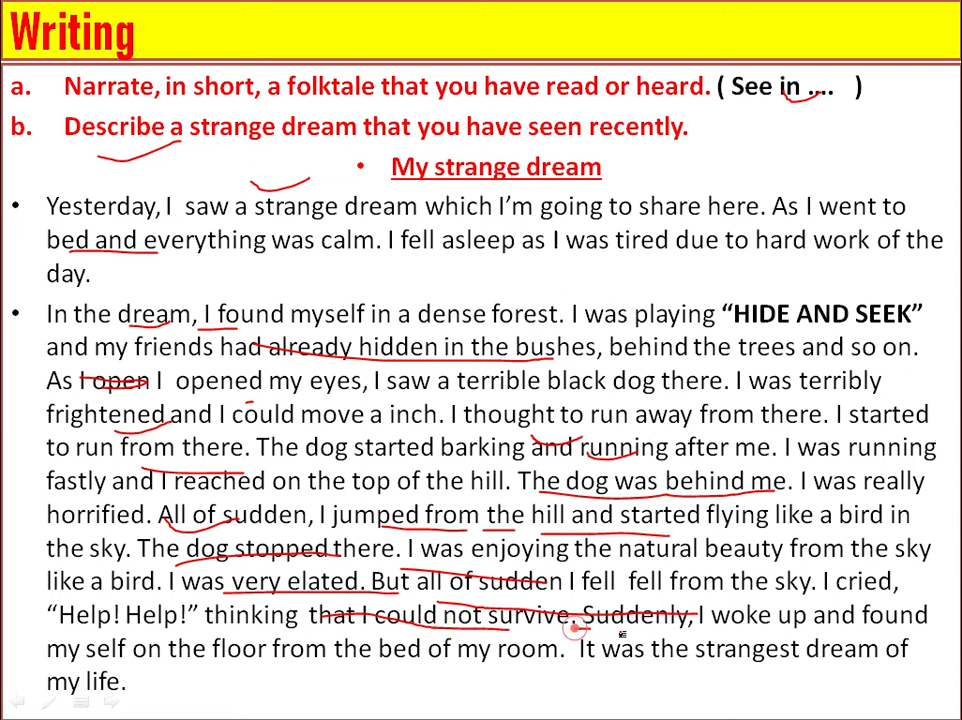 Writing
a. Narrate, in short, a folktale that you have read or heard. ( See in .... )
b. Describe a strange dream that you have seen recently.
• My strange dream
• Yesterday, I saw a strange dream which I’m going to share here. As I went to
bed and everything was calm. I fell asleep as I was tired due to hard work of the
day.
• In the dream, I found myself in a dense forest. I was playing “HIDE AND SEEK”
and my friends had already hidden in the bushes, behind the trees and so on.
As I open I opened my eyes, I saw a terrible black dog there. I was terribly
frightened and I could move a inch. I thought to run away from there. I started
to run from there. The dog started barking and running after me. I was running
fastly and I reached on the top of the hill. The dog was behind me. I was really
horrified. All of sudden, I jumped from the hill and started flying like a bird in
the sky. The dog stopped there. I was enjoying the natural beauty from the sky
like a bird. I was very elated. But all of sudden I fell fell from the sky. I cried,
“Help! Help!” thinking that I could not survive. Suddenly, I woke up and found
my self on the floor from the bed of my room. It was the strangest dream of
my life.